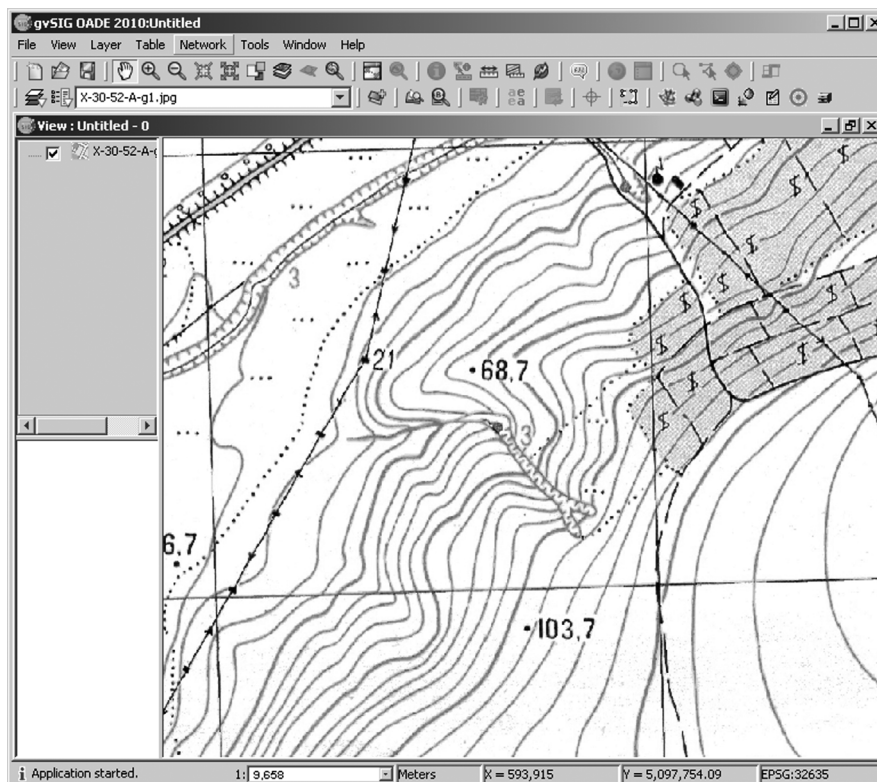 gvSIG OADE 2010:Untitled
File View Layer Table Network Tools Window Help
X-30-52-A-g1.jpg
View : Untitled - 0
X-30-52-A-
3
21
68,7
3
6,7
103,7
Application started. 1: 9,658 Meters X = 593,915 Y = 5,097,754.09 EPSG:32635